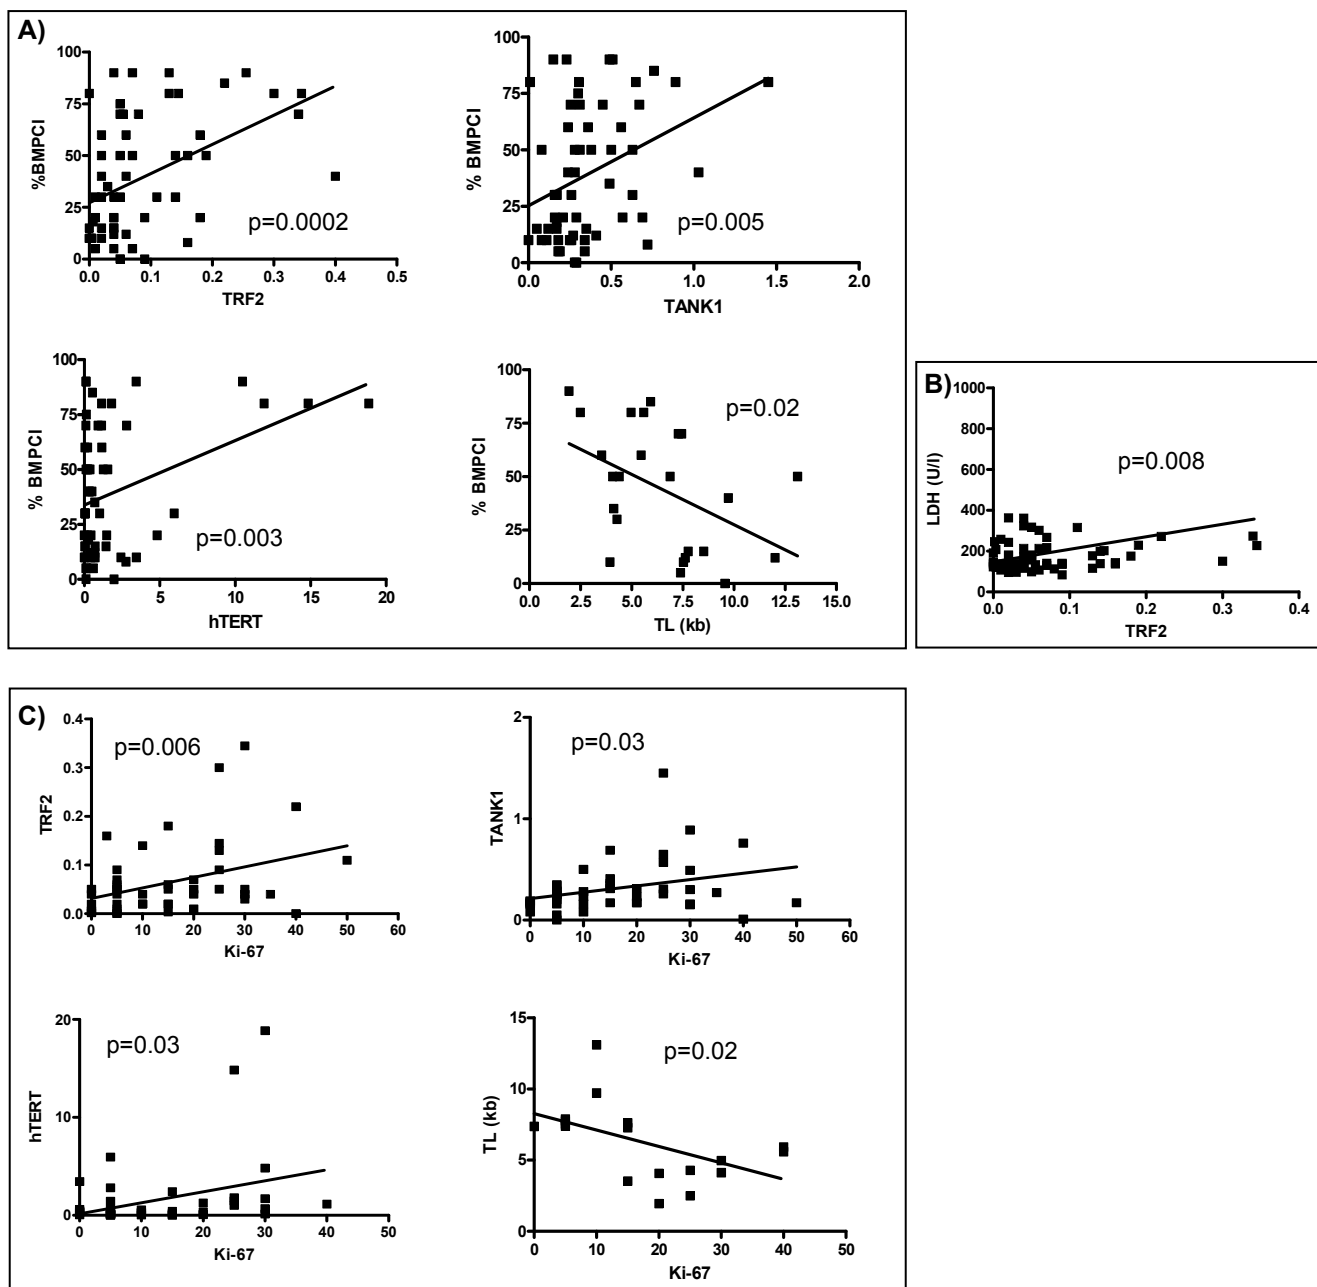 A)
100
75
50
25
0
%BMPCI
p=0.0002
0.0 0.1 0.2 0.3 0.4 0.5
TRF2
100
75
50
25
0
% BMPCI
p=0.005
0.0 0.5 1.0 1.5 2.0
TANK1
100
75
50
25
0
% BMPCI
p=0.003
0 5 10 15 20
hTERT
100
75
50
25
0
% BMPCI
p=0.02
0 2.5 5.0 7.5 10.0 12.5 15.0
TL (kb)
B)
1000
800
600
400
200
0
LDH (U/l)
p=0.008
0.0 0.1 0.2 0.3 0.4
TRF2
C)
0.4
0.3
0.2
0.1
0.0
TRF2
p=0.006
0 10 20 30 40 50 60
Ki-67
2
1
0
TANK1
p=0.03
0 10 20 30 40 50 60
Ki-67
20
10
0
hTERT
p=0.03
0 10 20 30 40 50
Ki-67
15
10
5
0
TL (kb)
p=0.02
0 10 20 30 40 50
Ki-67